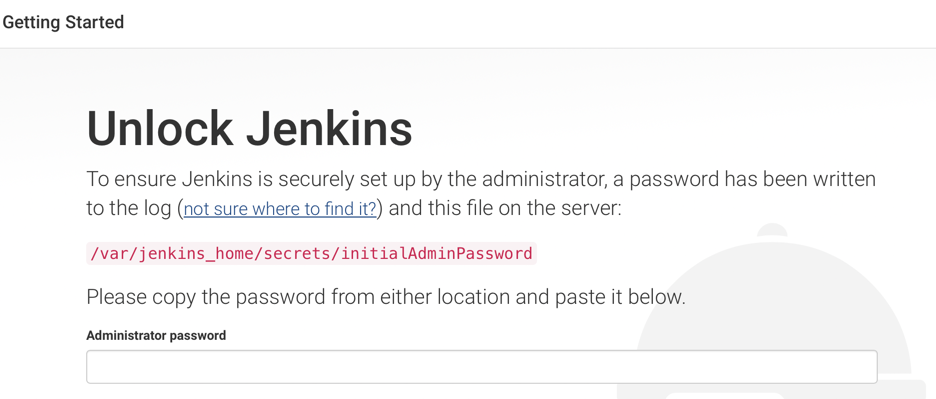 Getting Started
Unlock Jenkins
To ensure Jenkins is securely set up by the administrator, a password has been written
to the log (not sure where to find it?) and this file on the server:
/var/jenkins_home/secrets/initialAdminPassword
Please copy the password from either location and paste it below.
Administrator password